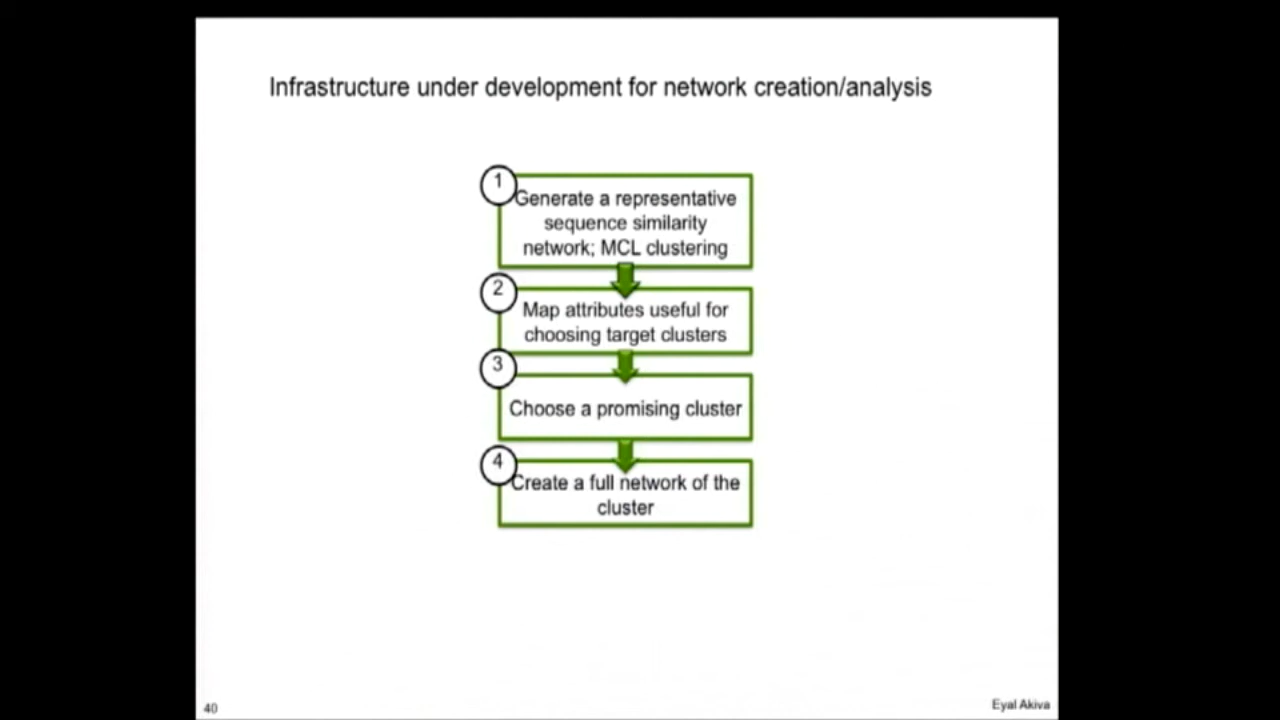 Infrastructure under development for network creation/analysis
1
Generate a representative
sequence similarity
network; MCL clustering
2
Map attributes useful for
choosing target clusters
3
Choose a promising cluster
4
Create a full network of the
cluster
40
Eyal Akiva